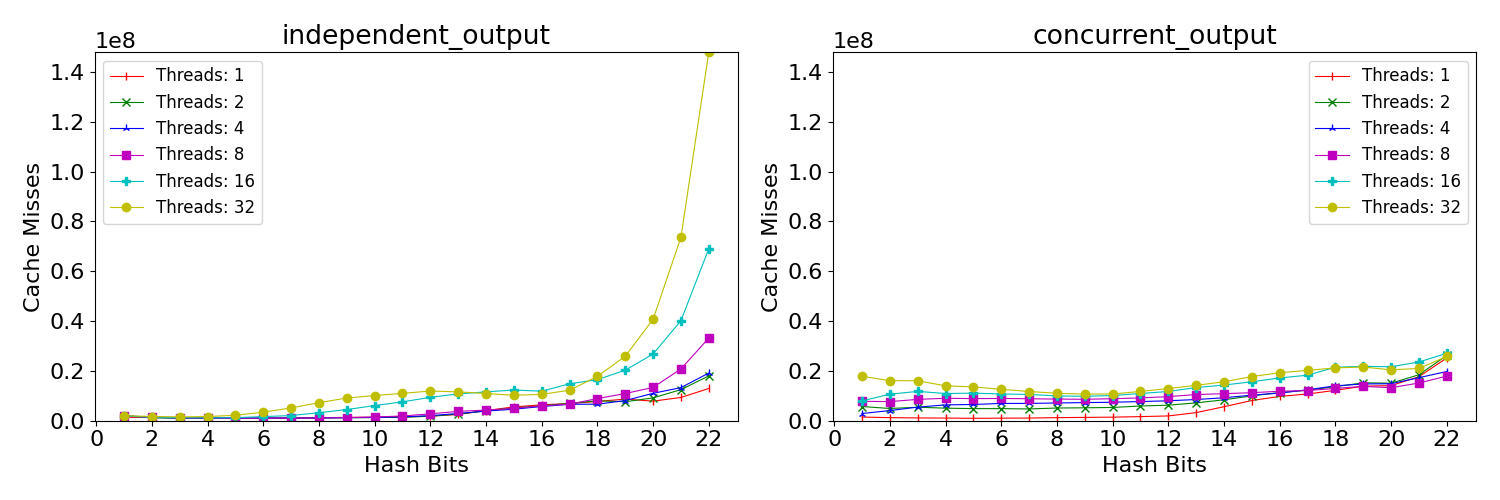 independent_output
1e8
Cache Misses
1.4
1.2
1.0
0.8
0.6
0.4
0.2
0.0
Threads: 1
Threads: 2
Threads: 4
Threads: 8
Threads: 16
Threads: 32
0 2 4 6 8 10 12 14 16 18 20 22
Hash Bits
concurrent_output
1e8
Cache Misses
1.4
1.2
1.0
0.8
0.6
0.4
0.2
0.0
Threads: 1
Threads: 2
Threads: 4
Threads: 8
Threads: 16
Threads: 32
0 2 4 6 8 10 12 14 16 18 20 22
Hash Bits